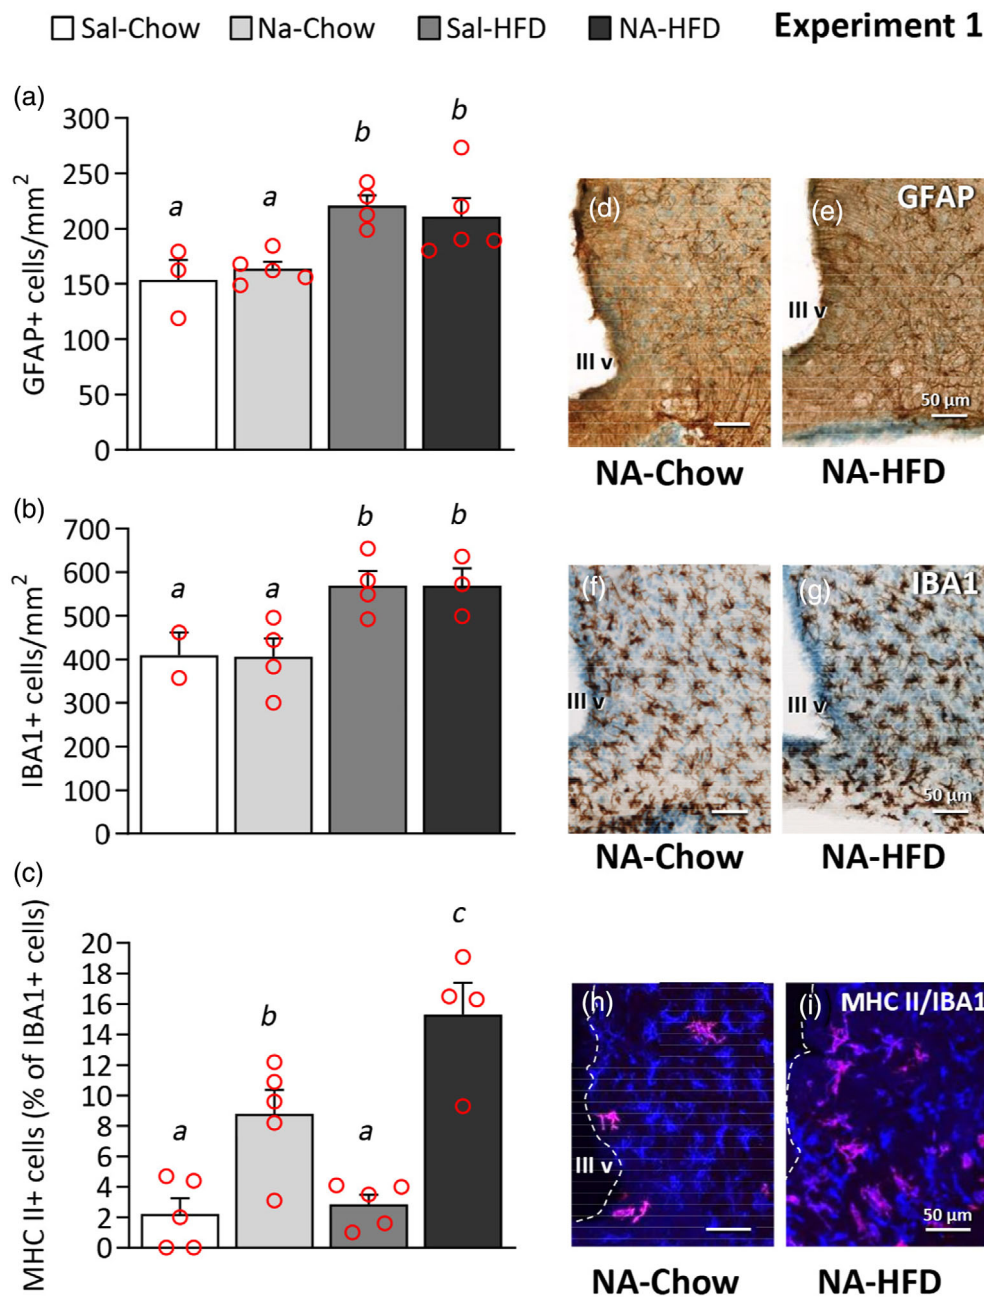 Sal-Chow Na-Chow Sal-HFD NA-HFD Experiment 1
(a)
GFAP+ cells/mm²
300
250
200
150
100
50
0
a a b b
(d)
III v
NA-Chow
(e) GFAP
III v
50 µm
NA-HFD
(b)
IBA1+ cells/mm²
700
600
500
400
300
200
100
0
a a b b
(f)
III v
NA-Chow
(g) IBA1
III v
50 µm
NA-HFD
(c)
MHC II+ cells (% of IBA1+ cells)
20
18
16
14
12
10
8
6
4
2
0
a b a c
(h)
III v
NA-Chow
(i) MHC II/IBA1
50 µm
NA-HFD